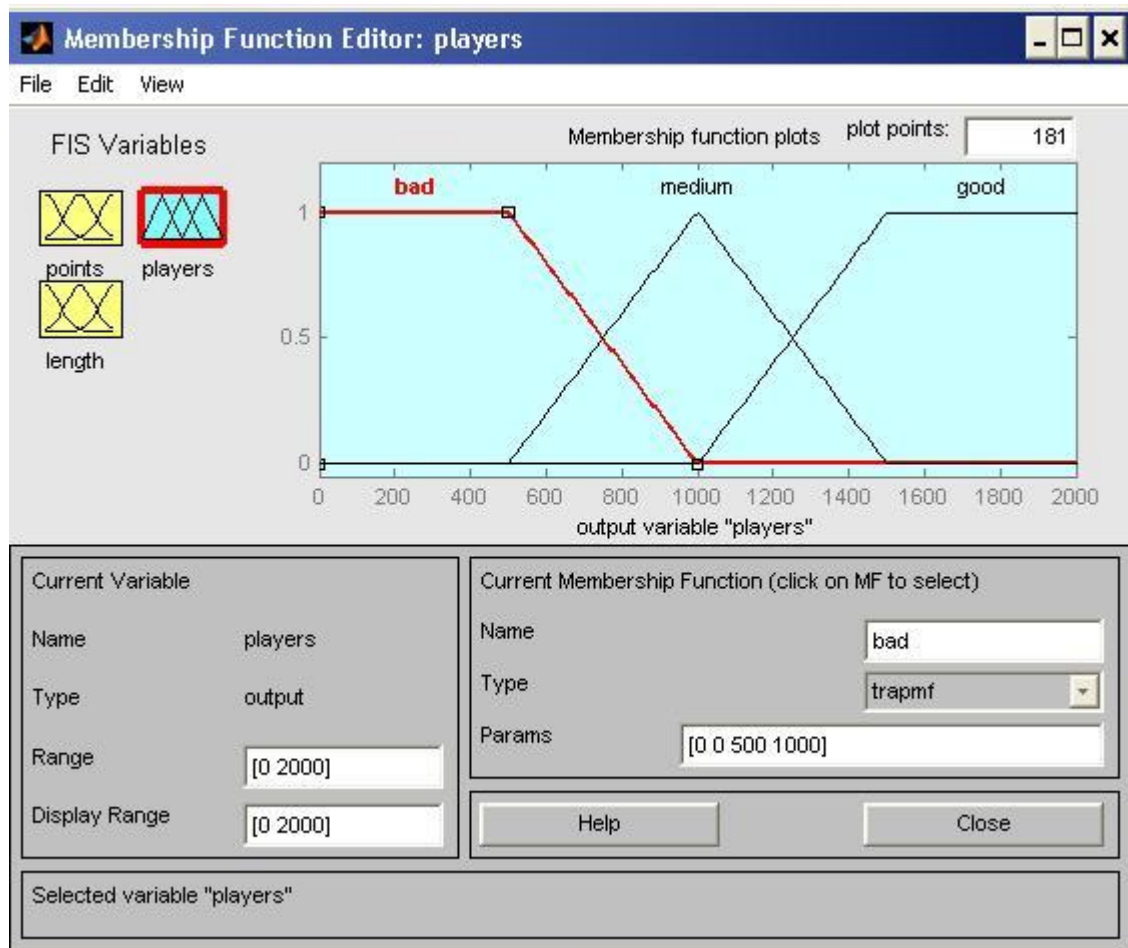 Membership Function Editor: players
File Edit View
FIS Variables
points
players
length
Membership function plots
plot points:
181
bad
medium
good
1
0.5
0
0 200 400 600 800 1000 1200 1400 1600 1800 2000
output variable "players"
Current Variable
Name players
Type output
Range [0 2000]
Display Range [0 2000]
Current Membership Function (click on MF to select)
Name bad
Type trapmf
Params [0 0 500 1000]
Help
Close
Selected variable "players"